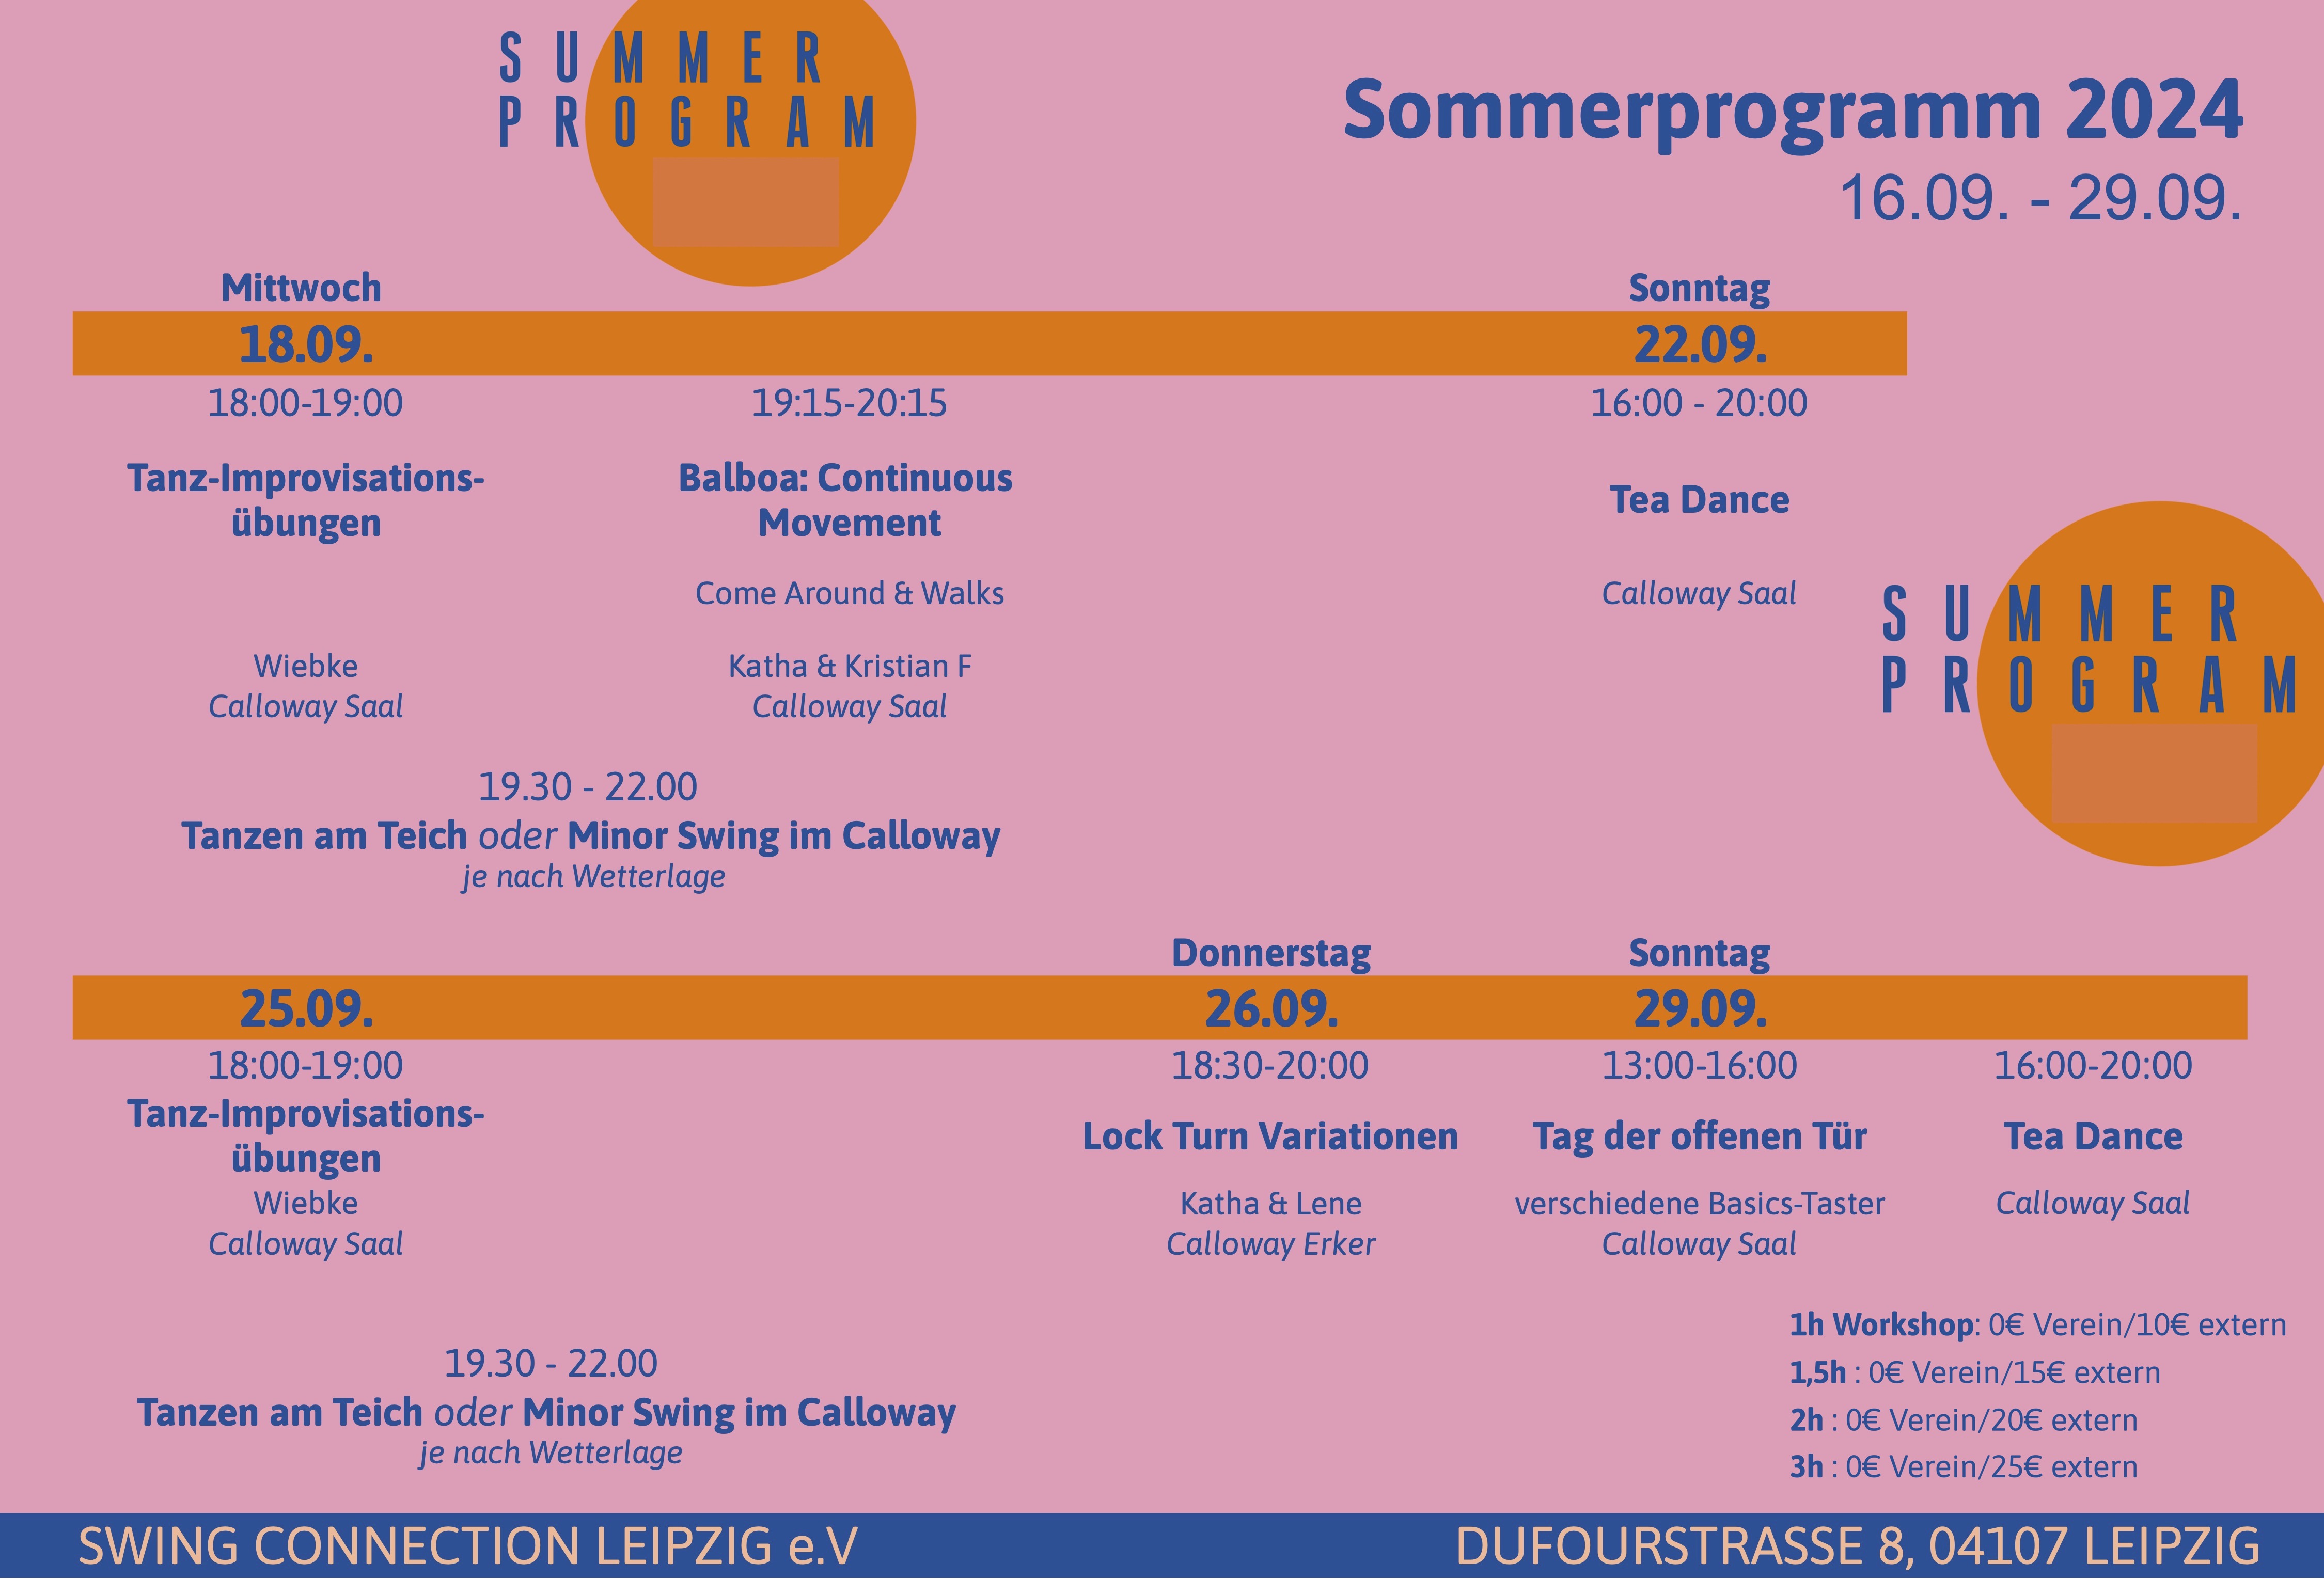 SUMMER
PROGRAM
Sommerprogramm 2024
16.09. - 29.09.
Mittwoch
Sonntag
18.09.
22.09.
18:00-19:00
19:15-20:15
16:00 - 20:00
Tanz-Improvisations-
übungen
Balboa: Continuous
Movement
Tea Dance
Come Around & Walks
Calloway Saal
Wiebke
Calloway Saal
Katha & Kristian F
Calloway Saal
SUMMER
PROGRAM
19.30 - 22.00
Tanzen am Teich oder Minor Swing im Calloway
je nach Wetterlage
Donnerstag
Sonntag
25.09.
26.09.
29.09.
18:00-19:00
18:30-20:00
13:00-16:00
16:00-20:00
Tanz-Improvisations-
übungen
Wiebke
Calloway Saal
Lock Turn Variationen
Katha & Lene
Calloway Erker
Tag der offenen Tür
verschiedene Basics-Taster
Calloway Saal
Tea Dance
Calloway Saal
19.30 - 22.00
Tanzen am Teich oder Minor Swing im Calloway
je nach Wetterlage
1h Workshop: 0€ Verein/10€ extern
1,5h : 0€ Verein/15€ extern
2h : 0€ Verein/20€ extern
3h : 0€ Verein/25€ extern
SWING CONNECTION LEIPZIG e.V
DUFOURSTRASSE 8, 04107 LEIPZIG